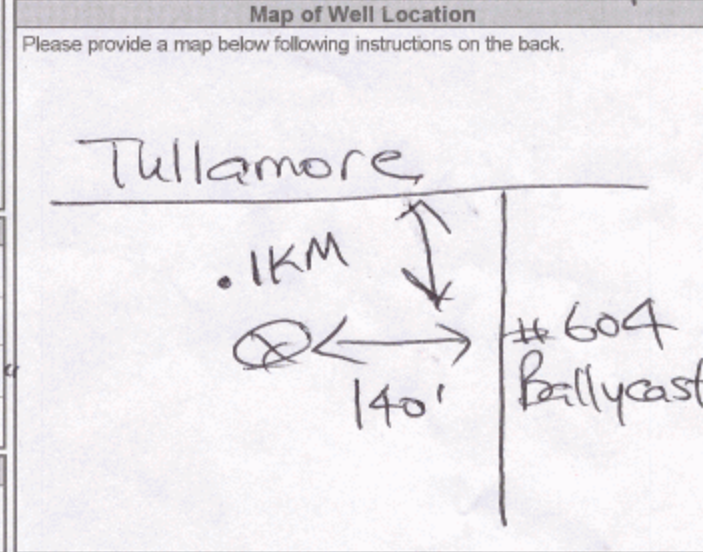 Map of Well Location
Please provide a map below following instructions on the back.
Tullamore
.1KM
#604
140'
Ballycast